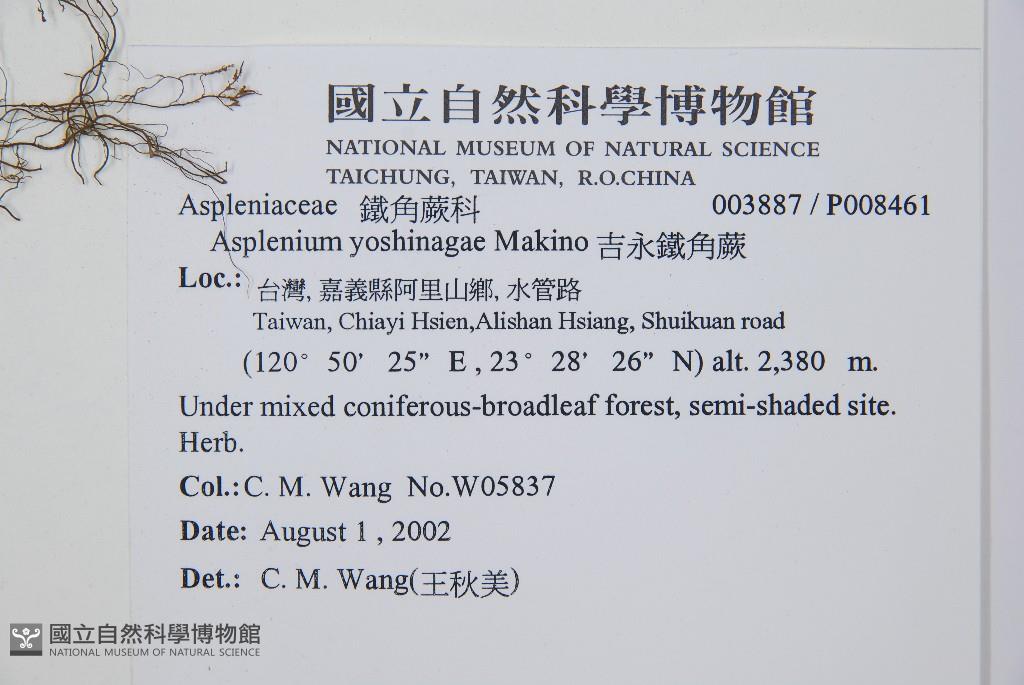 國立自然科學博物館
NATIONAL MUSEUM OF NATURAL SCIENCE
TAICHUNG, TAIWAN, R.O.CHINA
Aspleniaceae 鐵角蕨科 003887 / P008461
Asplenium yoshinagae Makino 吉永鐵角蕨
Loc.: 台灣, 嘉義縣阿里山鄉, 水管路
Taiwan, Chiayi Hsien,Alishan Hsiang, Shuikuan road
(120° 50' 25" E , 23° 28' 26" N) alt. 2,380 m.
Under mixed coniferous-broadleaf forest, semi-shaded site.
Herb.
Col.: C. M. Wang No.W05837
Date: August 1 , 2002
Det.: C. M. Wang(王秋美)
國立自然科學博物館
NATIONAL MUSEUM OF NATURAL SCIENCE